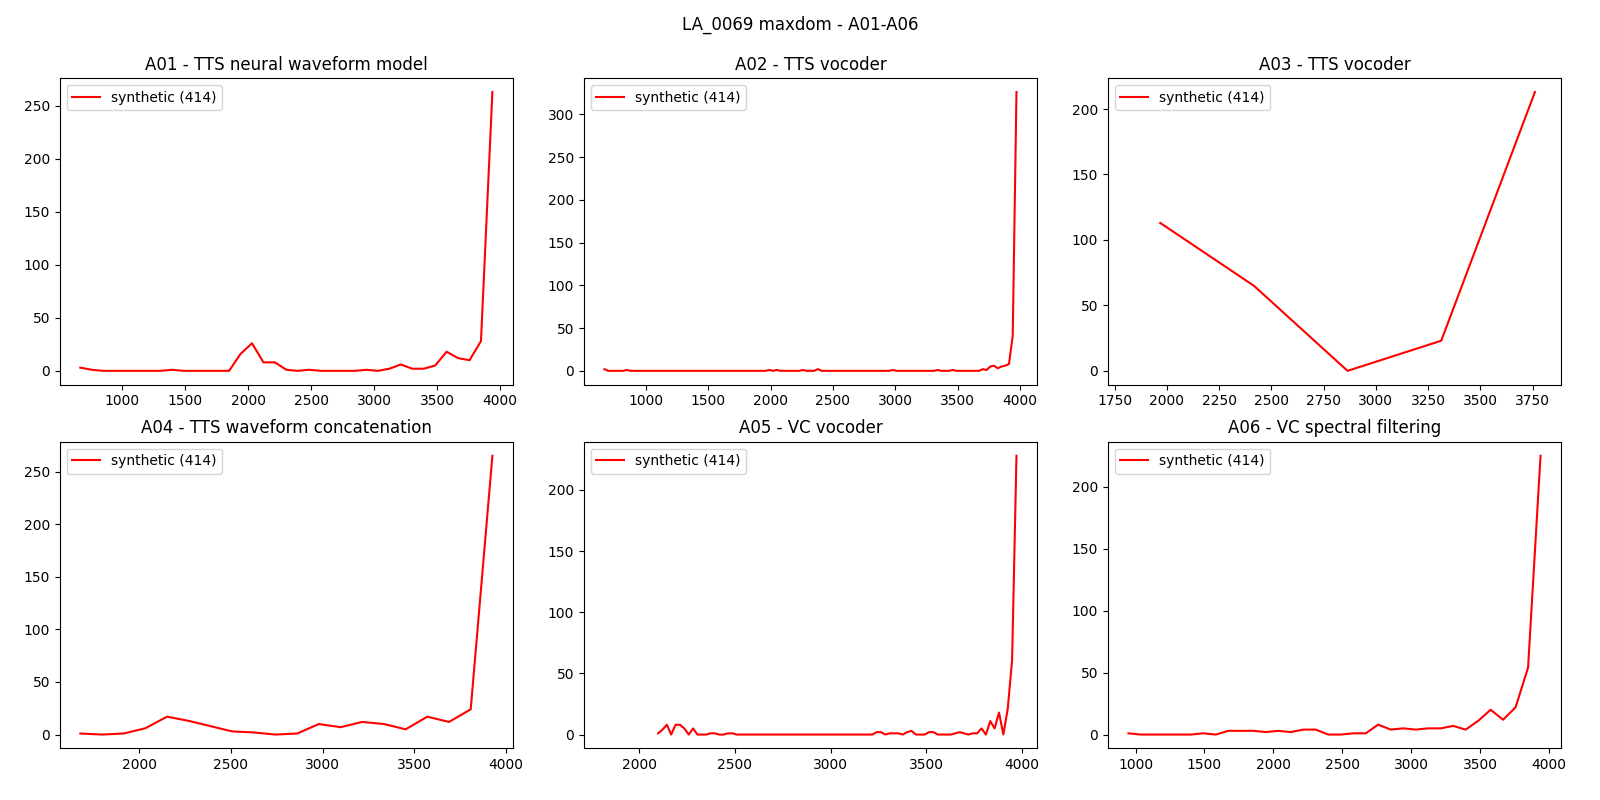 LA_0069 maxdom - A01-A06
A01 - TTS neural waveform model
A02 - TTS vocoder
A03 - TTS vocoder
synthetic (414)
synthetic (414)
synthetic (414)
250
200
150
100
50
0
300
250
200
150
100
50
0
200
150
100
50
0
1000 1500 2000 2500 3000 3500 4000
1000 1500 2000 2500 3000 3500 4000
1750 2000 2250 2500 2750 3000 3250 3500 3750
A04 - TTS waveform concatenation
A05 - VC vocoder
A06 - VC spectral filtering
synthetic (414)
synthetic (414)
synthetic (414)
250
200
150
100
50
0
200
150
100
50
0
200
150
100
50
0
2000 2500 3000 3500 4000
2000 2500 3000 3500 4000
1000 1500 2000 2500 3000 3500 4000